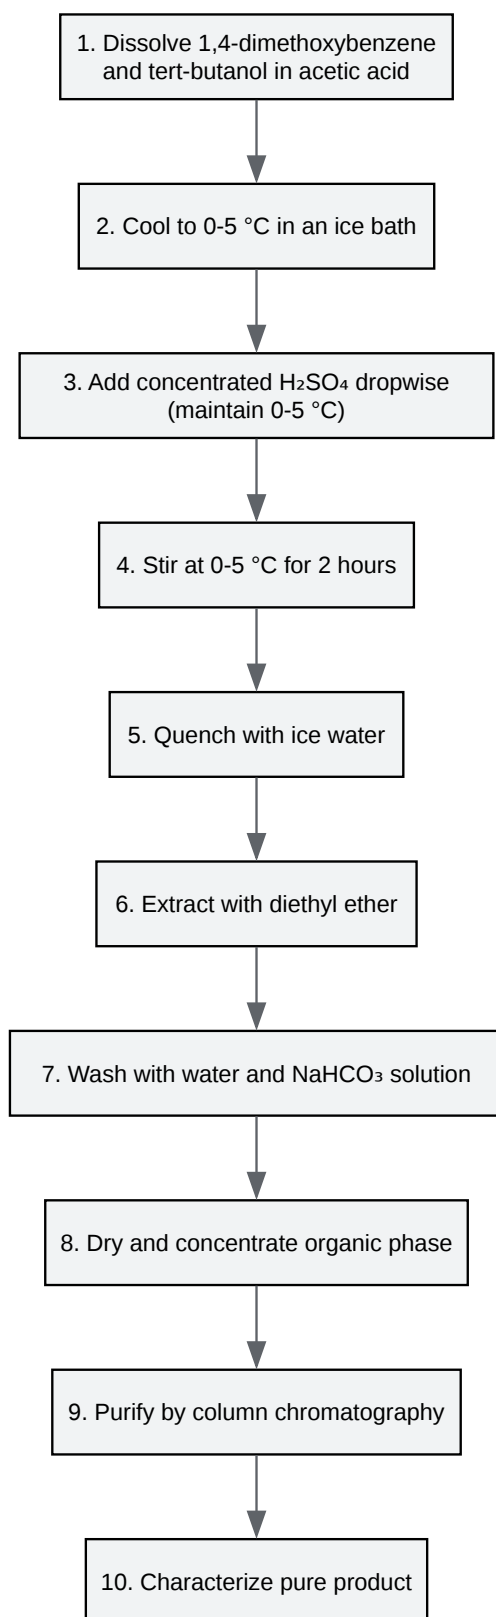 1. Dissolve 1,4-dimethoxybenzene
and tert-butanol in acetic acid
2. Cool to 0-5 °C in an ice bath
3. Add concentrated H₂SO₄ dropwise
(maintain 0-5 °C)
4. Stir at 0-5 °C for 2 hours
5. Quench with ice water
6. Extract with diethyl ether
7. Wash with water and NaHCO₃ solution
8. Dry and concentrate organic phase
9. Purify by column chromatography
10. Characterize pure product